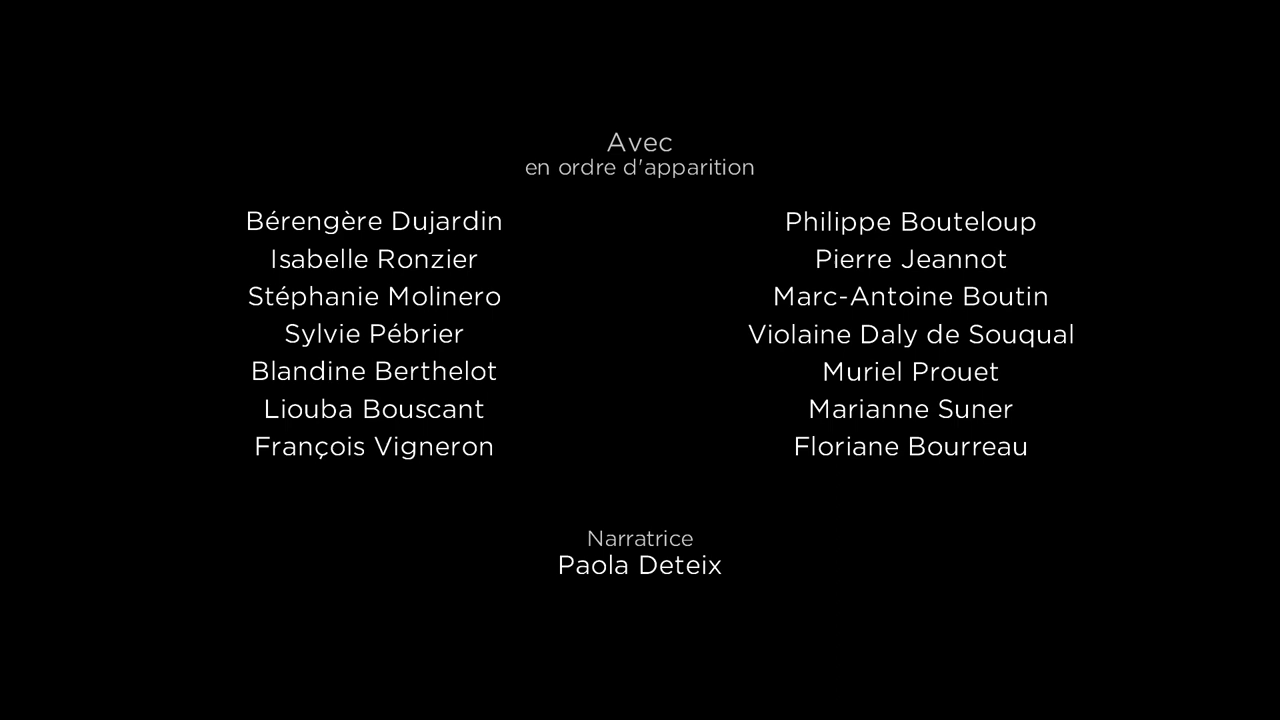 Avec
en ordre d'apparition
Bérengère Dujardin
Isabelle Ronzier
Stéphanie Molinero
Sylvie Pébrier
Blandine Berthelot
Liouba Bouscant
François Vigneron
Philippe Bouteloup
Pierre Jeannot
Marc-Antoine Boutin
Violaine Daly de Souqual
Muriel Prouet
Marianne Suner
Floriane Bourreau
Narratrice
Paola Deteix